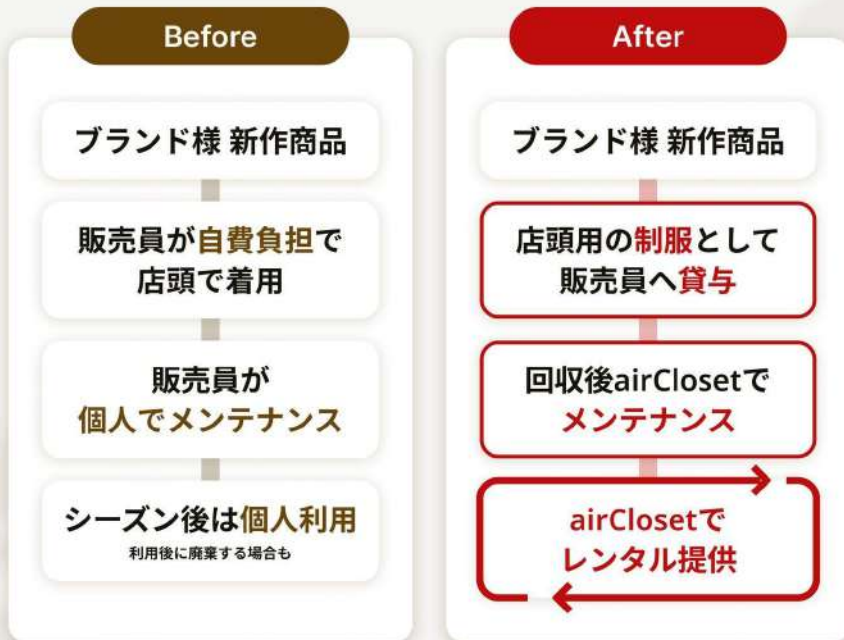 Before
ブランド様 新作商品
販売員が自費負担で
店頭で着用
販売員が
個人でメンテナンス
シーズン後は個人利用
利用後に廃棄する場合も
After
ブランド様 新作商品
店頭用の制服として
販売員へ貸与
回収後airClosetで
メンテナンス
airClosetで
レンタル提供